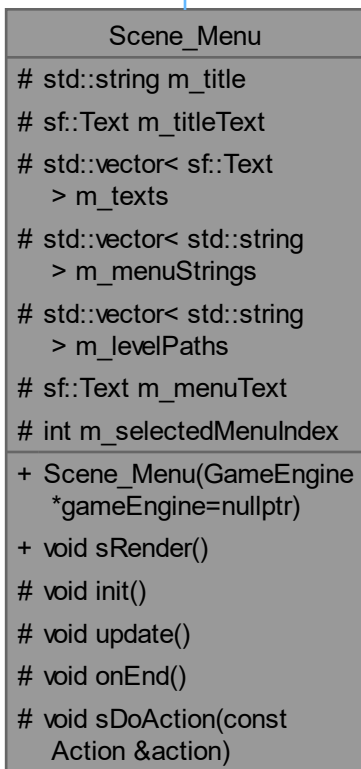 Scene_Menu
# std::string m_title
# sf::Text m_titleText
# std::vector< sf::Text
> m_texts
# std::vector< std::string
> m_menuStrings
# std::vector< std::string
> m_levelPaths
# sf::Text m_menuText
# int m_selectedMenuIndex
+ Scene_Menu(GameEngine
*gameEngine=nullptr)
+ void sRender()
# void init()
# void update()
# void onEnd()
# void sDoAction(const
Action &action)